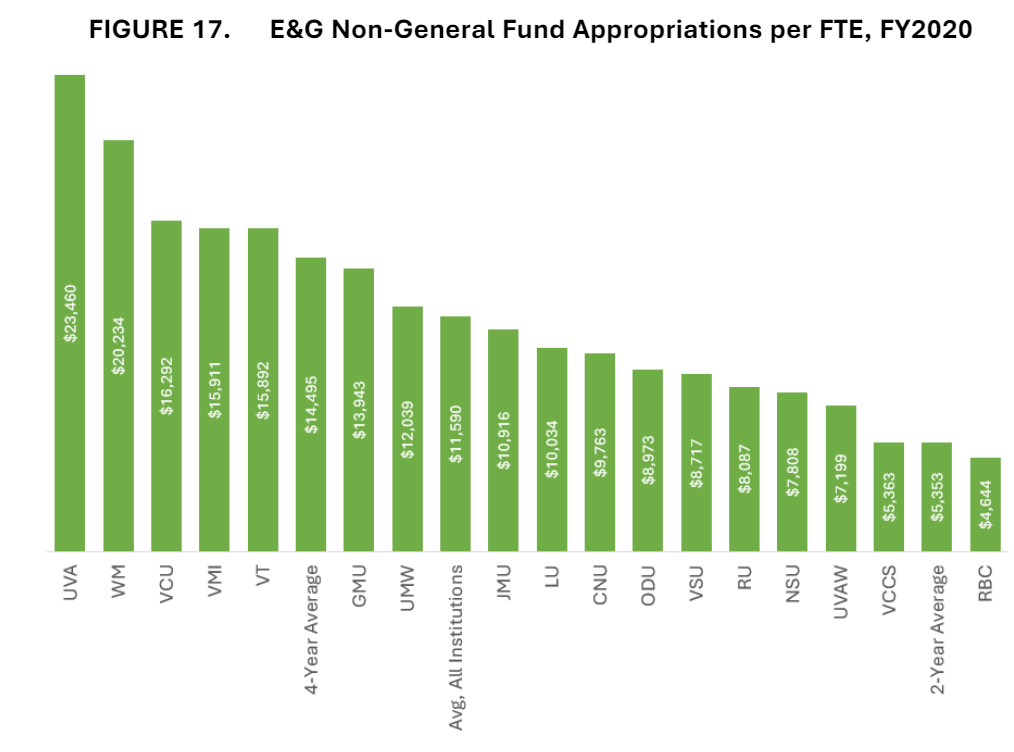 FIGURE 17. E&G Non-General Fund Appropriations per FTE, FY2020
$23,460
$20,234
$16,292
$15,911
$15,892
$14,495
$13,943
$12,039
$11,590
$10,916
$10,034
$9,763
$8,973
$8,717
$8,087
$7,808
$7,199
$5,363
$5,353
$4,644
UVA
WM
VCU
VMI
VT
4-Year Average
GMU
UMW
Avg, All Institutions
JMU
LU
CNU
ODU
VSU
RU
NSU
UVAW
VCCS
2-Year Average
RBC